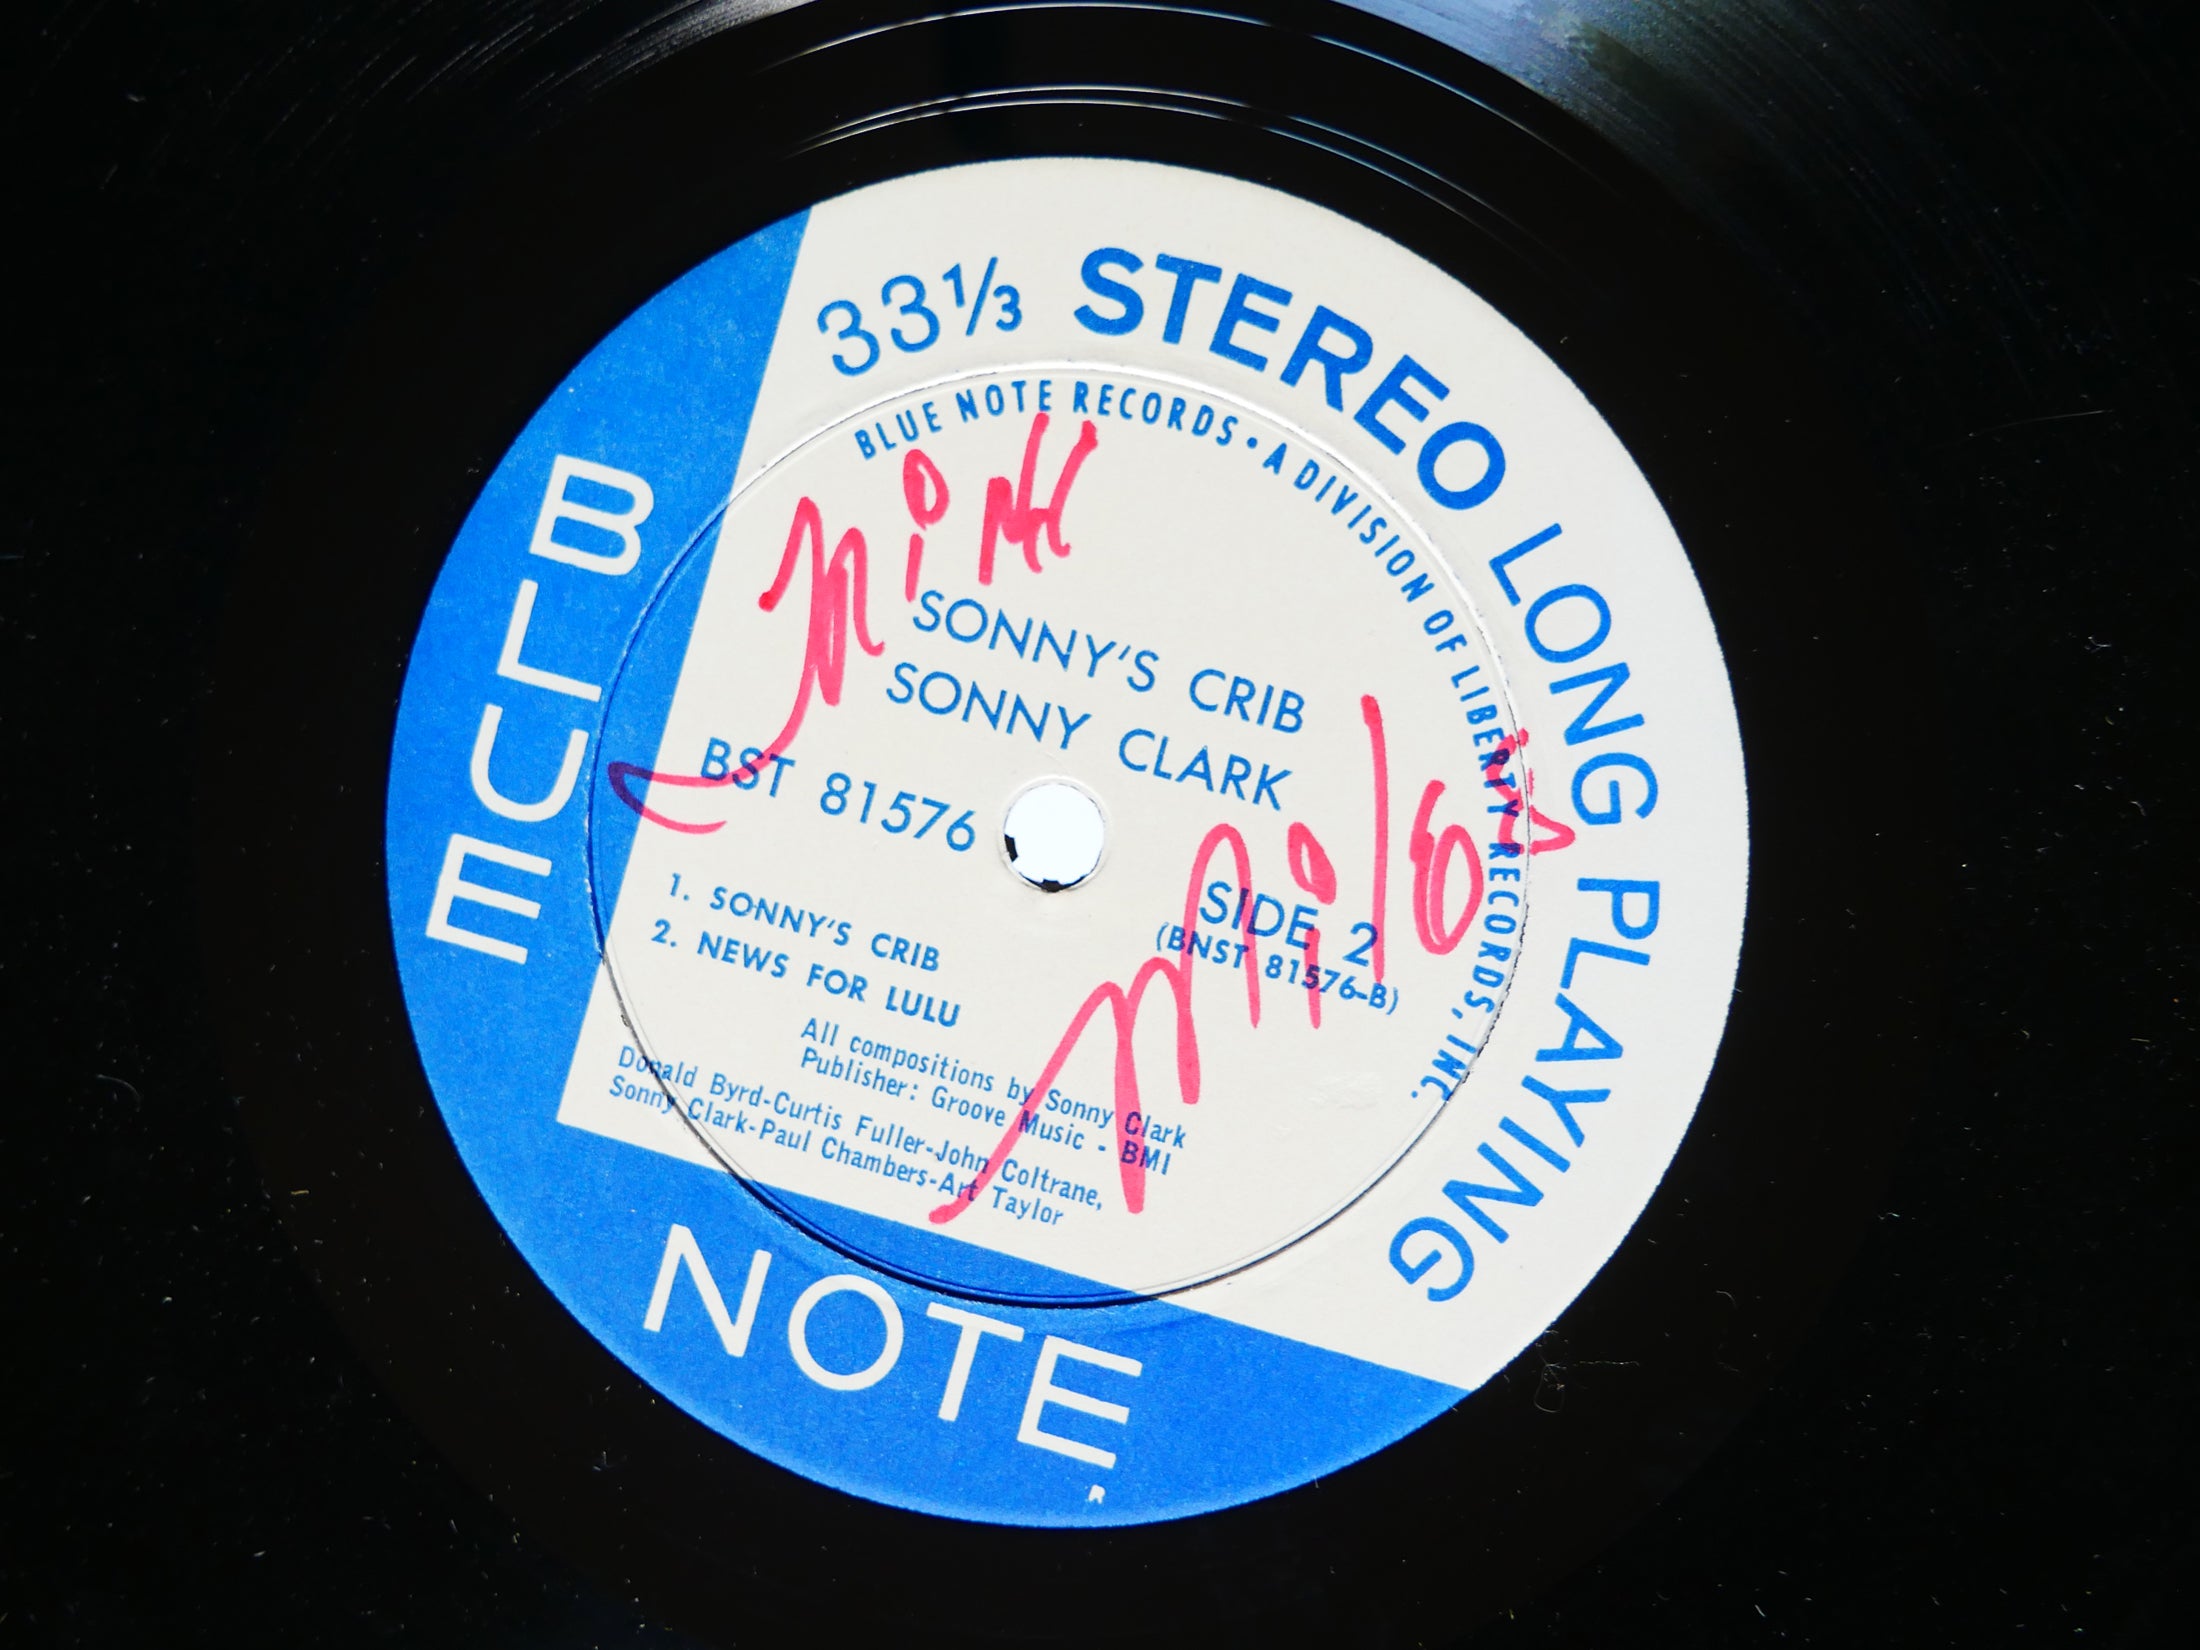 33⅓ STEREO LONG PLAYING
BLUE NOTE RECORDS • A DIVISION OF LIBERTY RECORDS, INC.
SONNY'S CRIB
SONNY CLARK
BST 81576
SIDE 2
(BNST 81576-B)
1. SONNY'S CRIB
2. NEWS FOR LULU
All compositions by Sonny Clark
Publisher: Groove Music - BMI
Donald Byrd-Curtis Fuller-John Coltrane,
Sonny Clark-Paul Chambers-Art Taylor
BLUE
NOTE
R